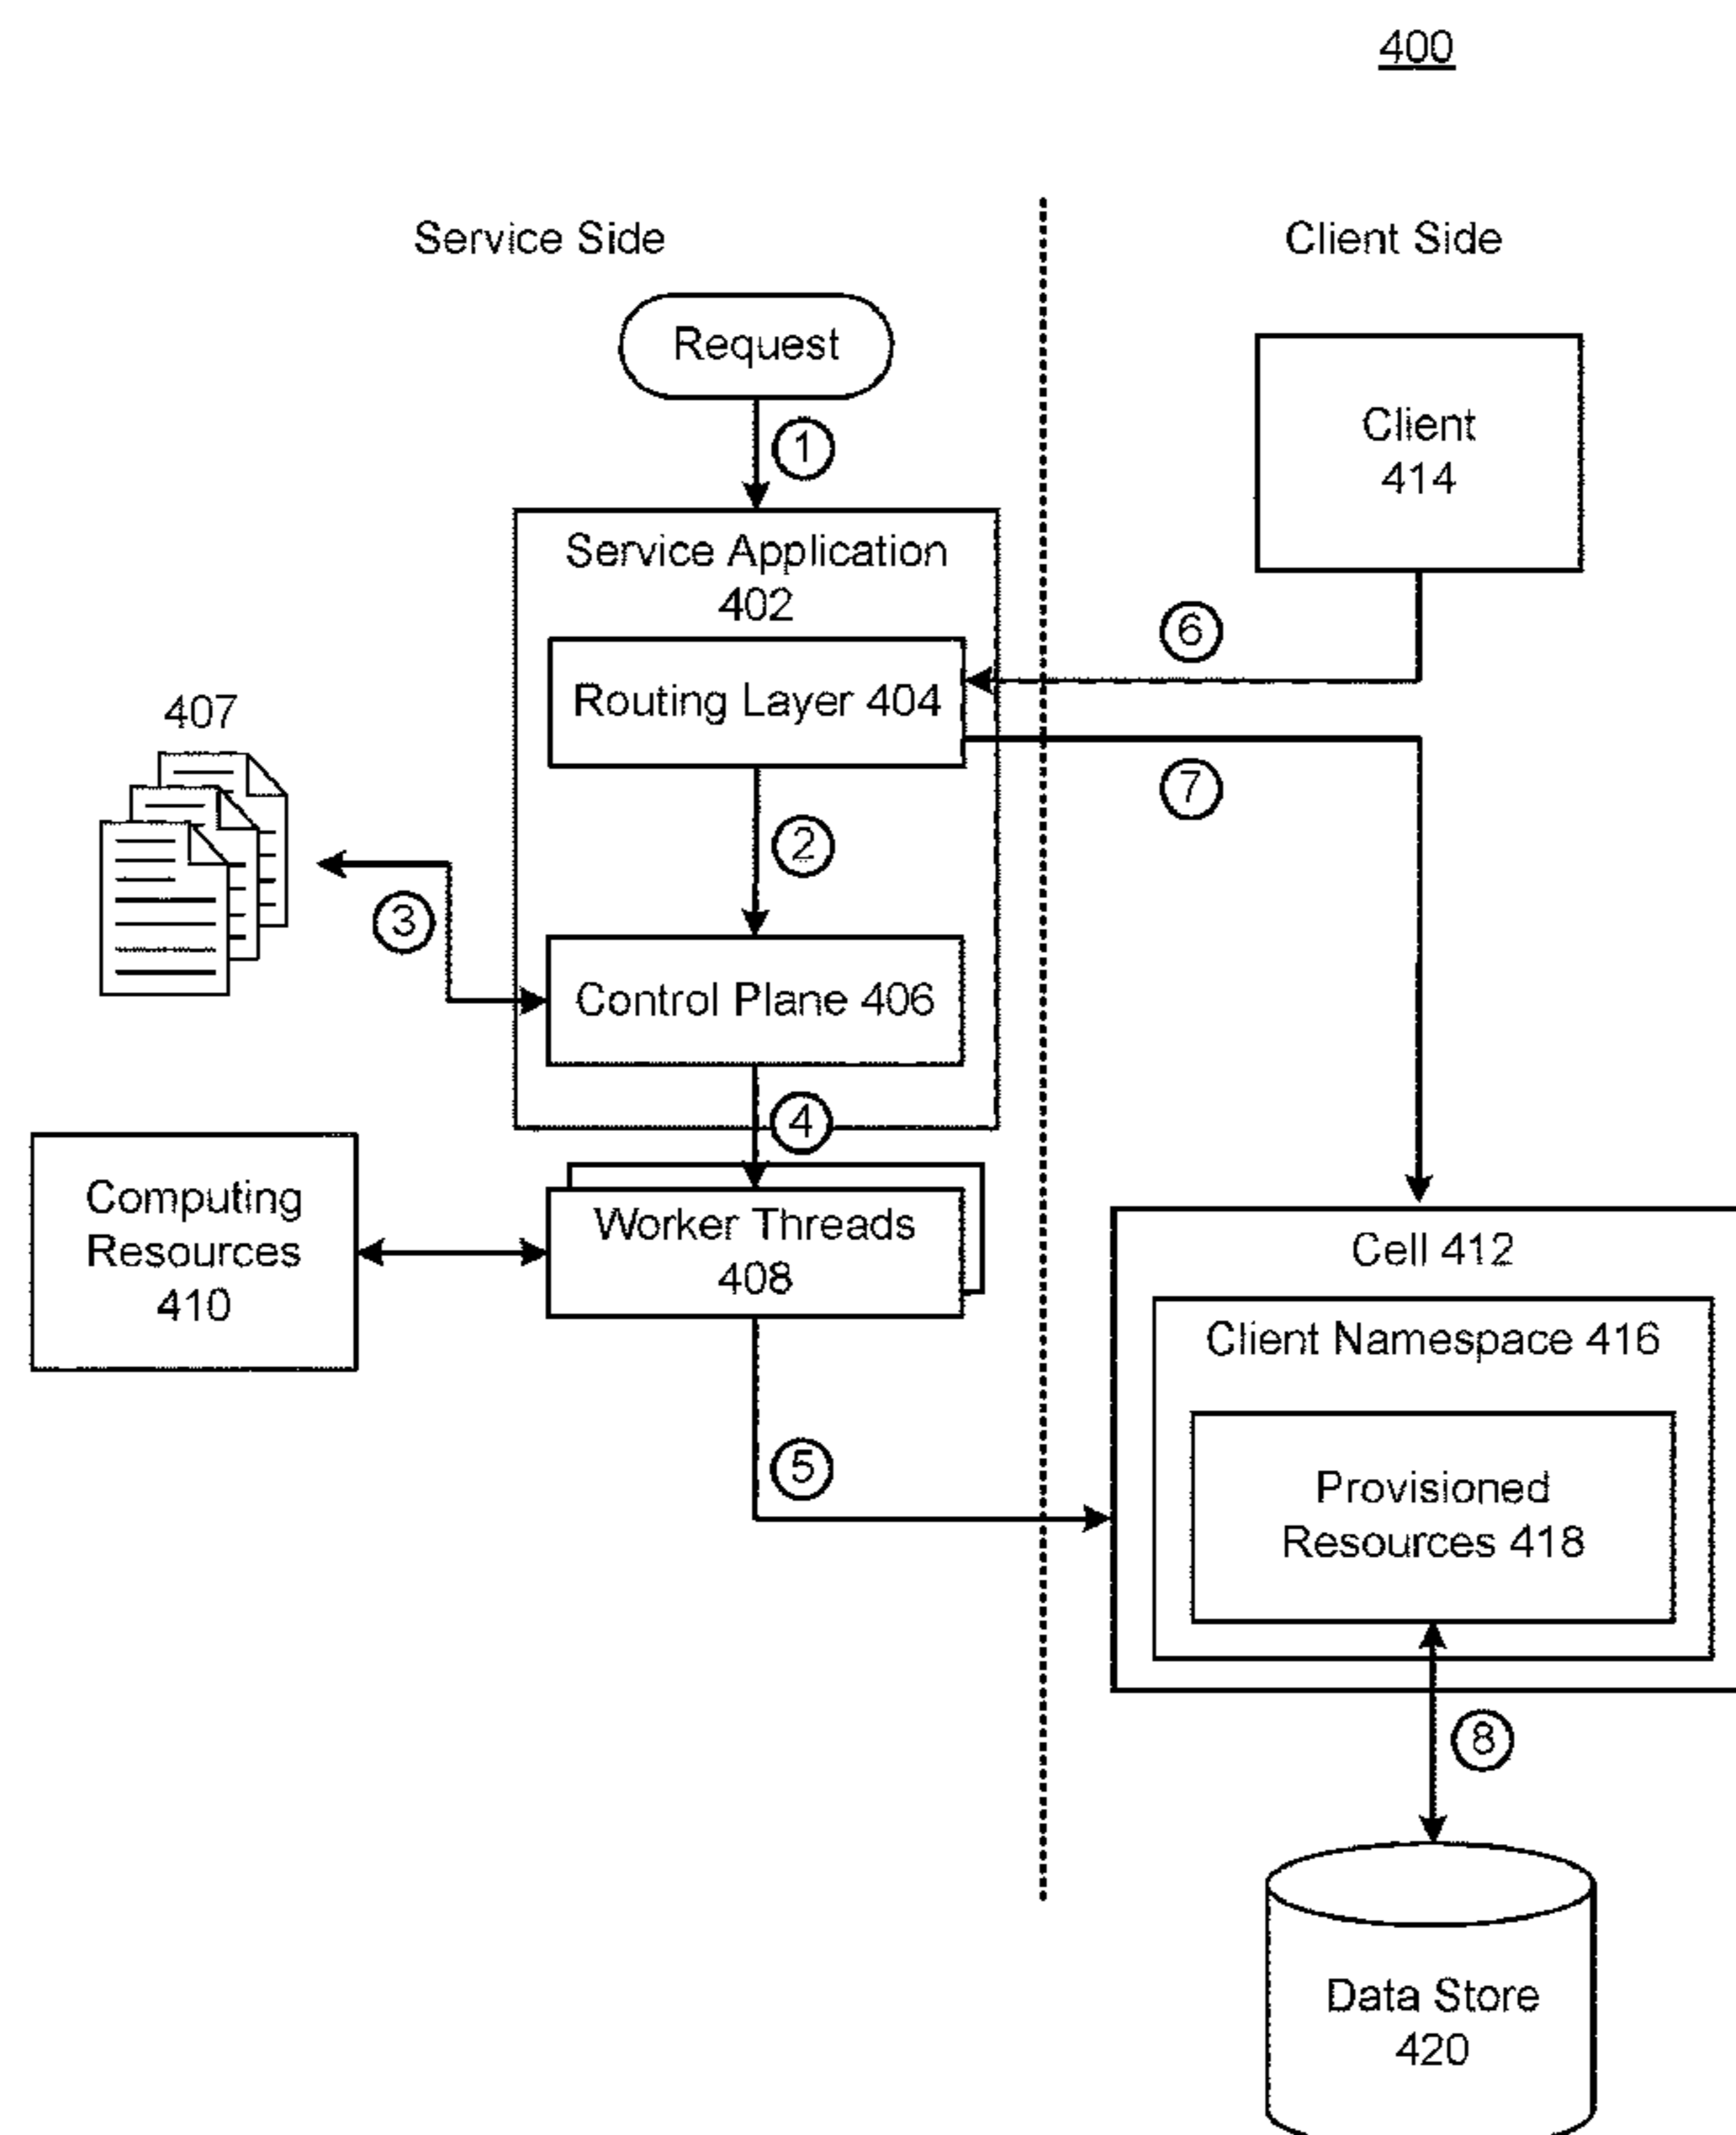 400
Service Side
Client Side
Request
1
Client
414
Service Application
402
6
Routing Layer 404
407
7
2
3
Control Plane 406
4
Computing
Resources
410
Worker Threads
408
Cell 412
Client Namespace 416
5
Provisioned
Resources 418
8
Data Store
420